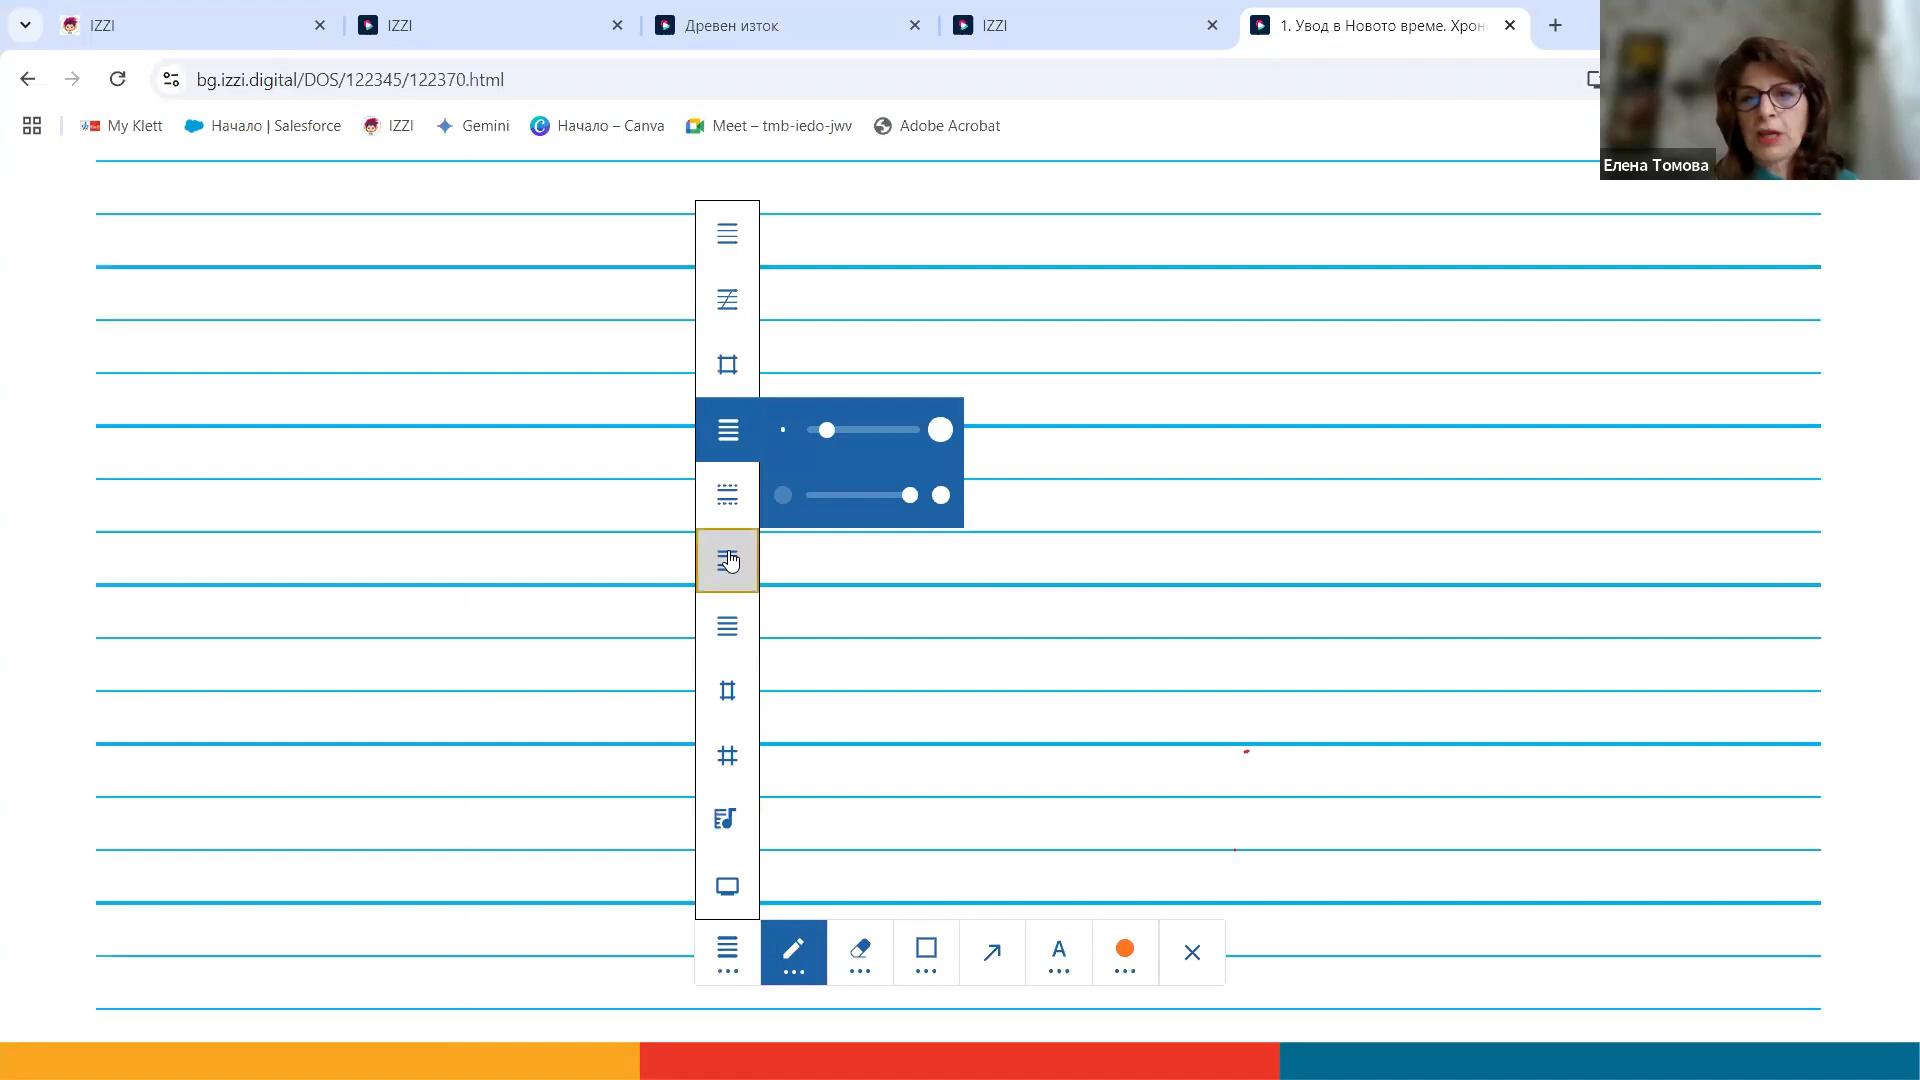 IZZI
IZZI
Древен изток
IZZI
1. Увод в Новото време. Хрон
bg.izzi.digital/DOS/122345/122370.html
My Klett
Начало | Salesforce
IZZI
Gemini
Начало – Canva
Meet – tmb-iedo-jwv
Adobe Acrobat
Елена Томова
A